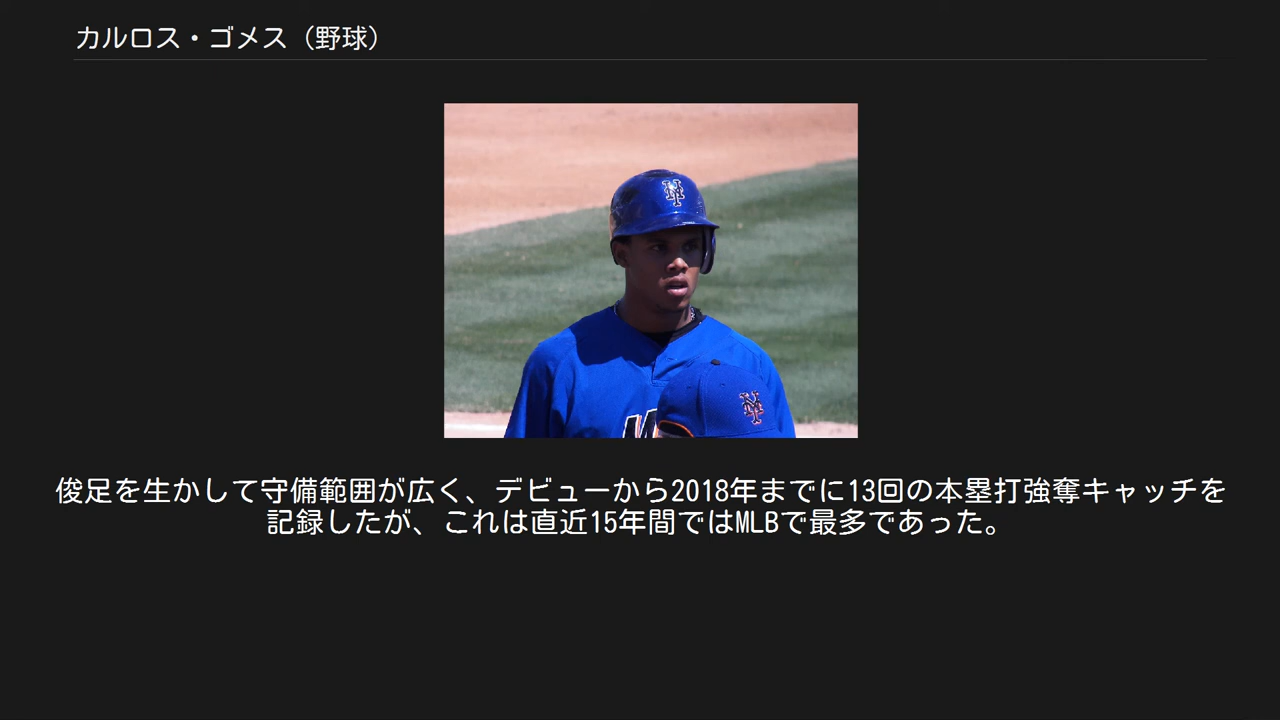 カルロス・ゴメス（野球）
俊足を生かして守備範囲が広く、デビューから2018年までに13回の本塁打強奪キャッチを
記録したが、これは直近15年間ではMLBで最多であった。